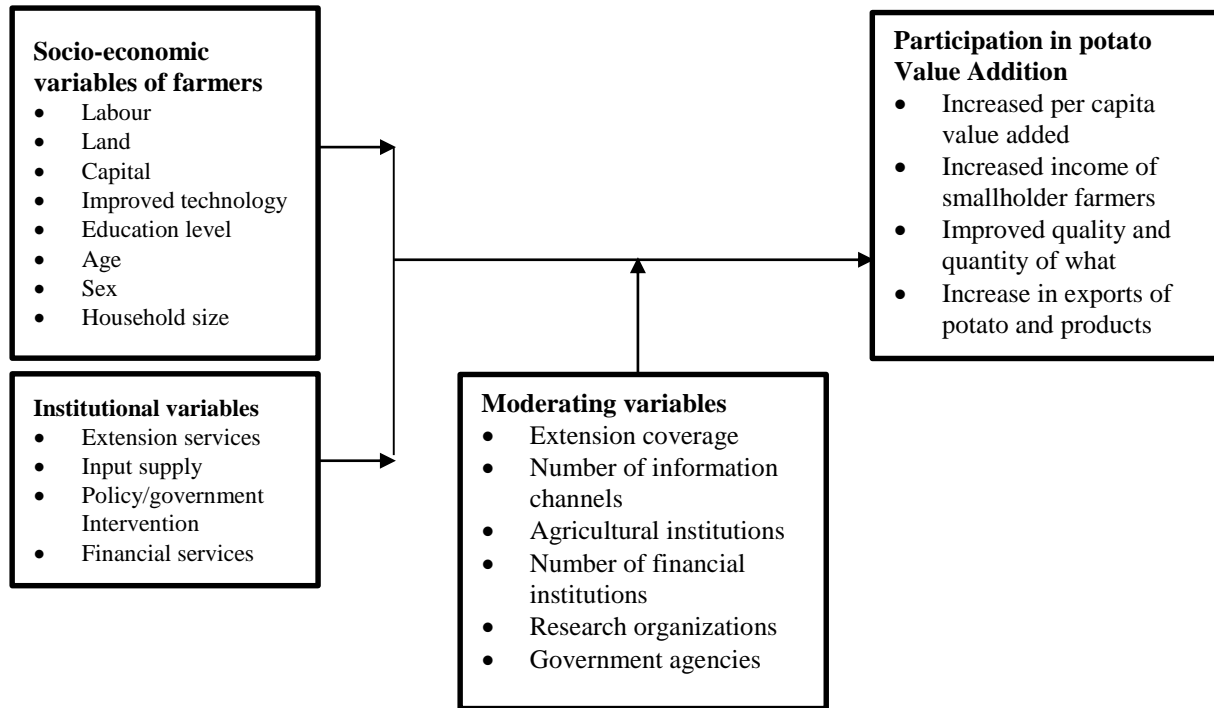 Socio-economic
variables of farmers
• Labour
• Land
• Capital
• Improved technology
• Education level
• Age
• Sex
• Household size
Institutional variables
• Extension services
• Input supply
• Policy/government
Intervention
• Financial services
Moderating variables
• Extension coverage
• Number of information
channels
• Agricultural institutions
• Number of financial
institutions
• Research organizations
• Government agencies
Participation in potato
Value Addition
• Increased per capita
value added
• Increased income of
smallholder farmers
• Improved quality and
quantity of what
• Increase in exports of
potato and products